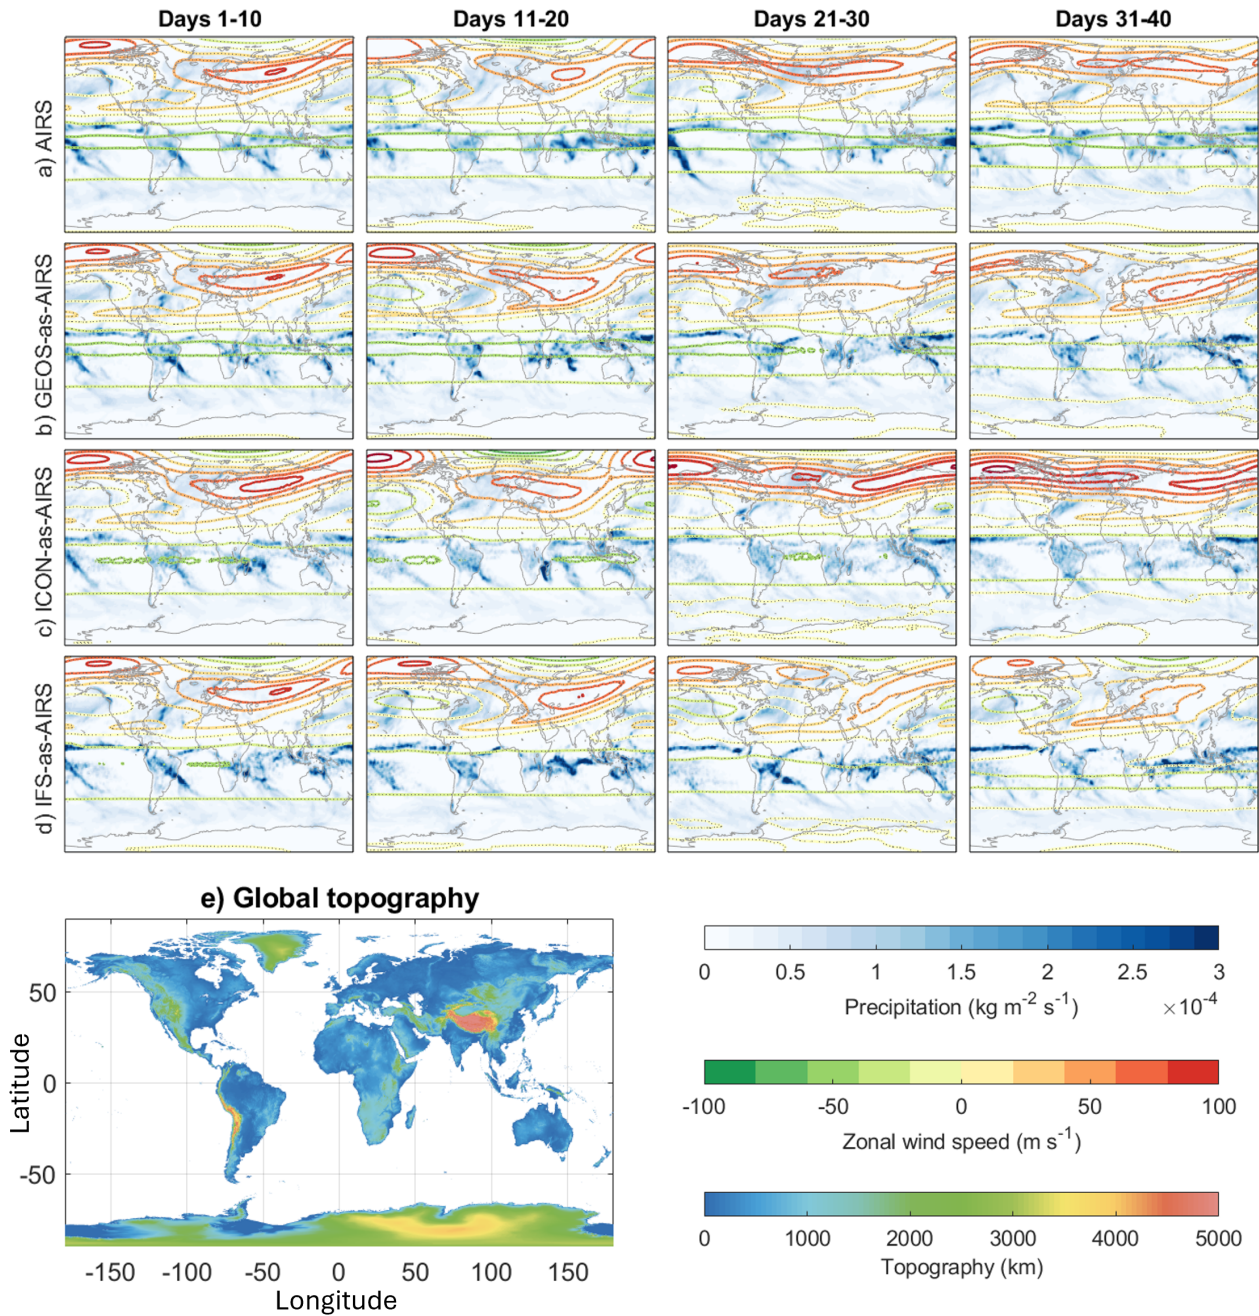 Days 1-10 Days 11-20 Days 21-30 Days 31-40
a) AIRS
b) GEOS-as-AIRS
c) ICON-as-AIRS
d) IFS-as-AIRS
e) Global topography
Latitude
50
0
-50
-150 -100 -50 0 50 100 150
Longitude
0 0.5 1 1.5 2 2.5 3
Precipitation (kg m⁻² s⁻¹) ×10⁻⁴
-100 -50 0 50 100
Zonal wind speed (m s⁻¹)
0 1000 2000 3000 4000 5000
Topography (km)